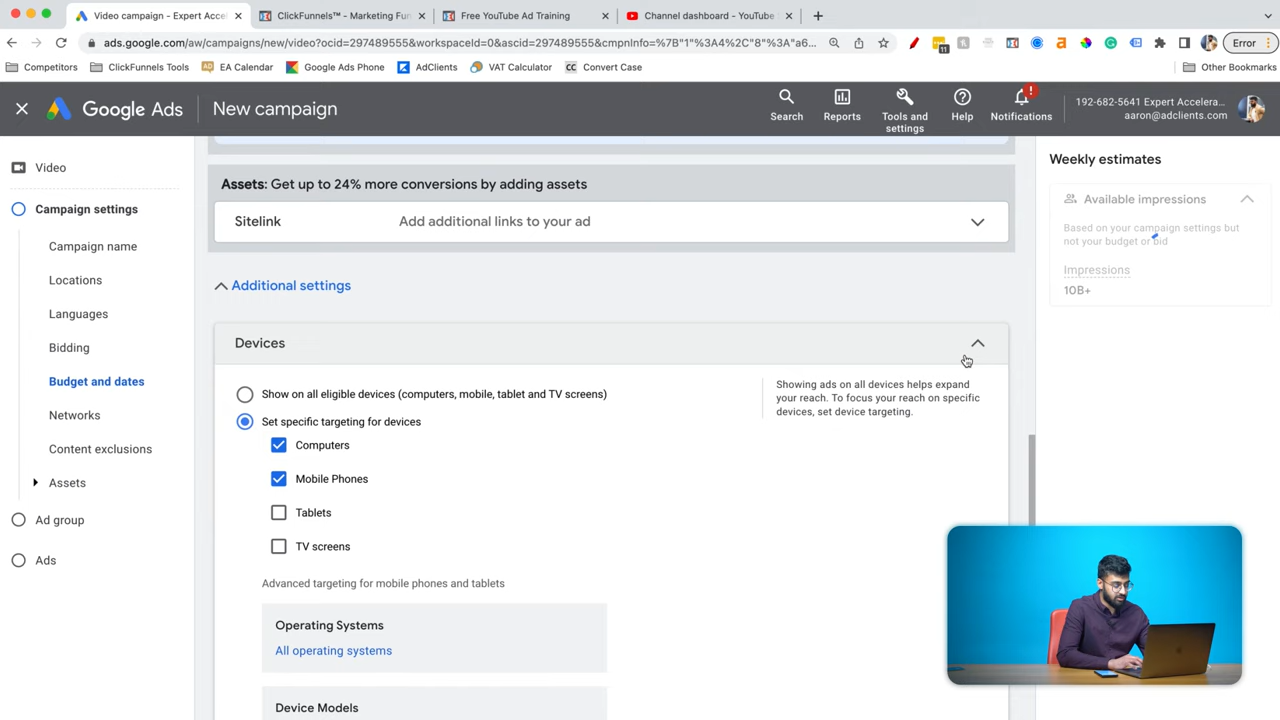 Video campaign - Expert Accel
ClickFunnels™ - Marketing Fun
Free YouTube Ad Training
Channel dashboard - YouTube
ads.google.com/aw/campaigns/new/video?ocid=297489555&workspaceId=0&ascid=297489555&cmpnInfo=%7B"1"%3A4%2C"8"%3A"a6...
11
Error
Competitors
ClickFunnels Tools
EA Calendar
Google Ads Phone
AdClients
VAT Calculator
Convert Case
Other Bookmarks
Google Ads
New campaign
Search
Reports
Tools and settings
Help
Notifications
192-682-5641 Expert Accelera...
aaron@adclients.com
Video
Campaign settings
Campaign name
Locations
Languages
Bidding
Budget and dates
Networks
Content exclusions
Assets
Ad group
Ads
Assets: Get up to 24% more conversions by adding assets
Sitelink
Add additional links to your ad
Additional settings
Devices
Show on all eligible devices (computers, mobile, tablet and TV screens)
Set specific targeting for devices
Computers
Mobile Phones
Tablets
TV screens
Advanced targeting for mobile phones and tablets
Operating Systems
All operating systems
Device Models
Showing ads on all devices helps expand
your reach. To focus your reach on specific
devices, set device targeting.
Weekly estimates
Available impressions
Based on your campaign settings but
not your budget or bid
Impressions
10B+